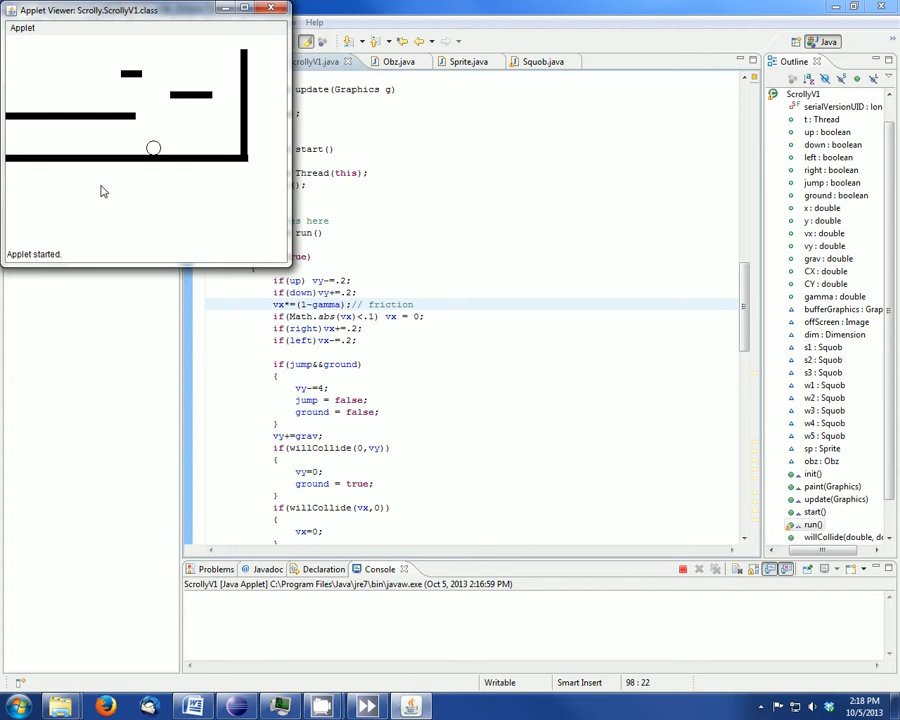 Applet Viewer: Scrolly.ScrollyV1.class
Applet
Applet started.
Help
Java
crollyV1.java
Obz.java
Sprite.java
Squob.java
update(Graphics g)
;
start()
Thread(this);
();
es here
run()
rue)
{
if(up) vy-=.2;
if(down)vy+=.2;
vx*=(1-gamma);// friction
if(Math.abs(vx)<.1) vx = 0;
if(right)vx+=.2;
if(left)vx-=.2;
if(jump&&ground)
{
vy-=4;
jump = false;
ground = false;
}
vy+=grav;
if(willCollide(0,vy))
{
vy=0;
ground = true;
}
if(willCollide(vx,0))
{
vx=0;
}
Outline
ScrollyV1
serialVersionUID : lon
t : Thread
up : boolean
down : boolean
left : boolean
right : boolean
jump : boolean
ground : boolean
x : double
y : double
vx : double
vy : double
grav : double
CX : double
CY : double
gamma : double
bufferGraphics : Grap
offScreen : Image
dim : Dimension
s1 : Squob
s2 : Squob
s3 : Squob
w1 : Squob
w2 : Squob
w3 : Squob
w4 : Squob
w5 : Squob
sp : Sprite
obz : Obz
init()
paint(Graphics)
update(Graphics)
start()
run()
willCollide(double, do
Problems
Javadoc
Declaration
Console
ScrollyV1 [Java Applet] C:\Program Files\Java\jre7\bin\javaw.exe (Oct 5, 2013 2:16:59 PM)
Writable
Smart Insert
98 : 22
2:18 PM
10/5/2013